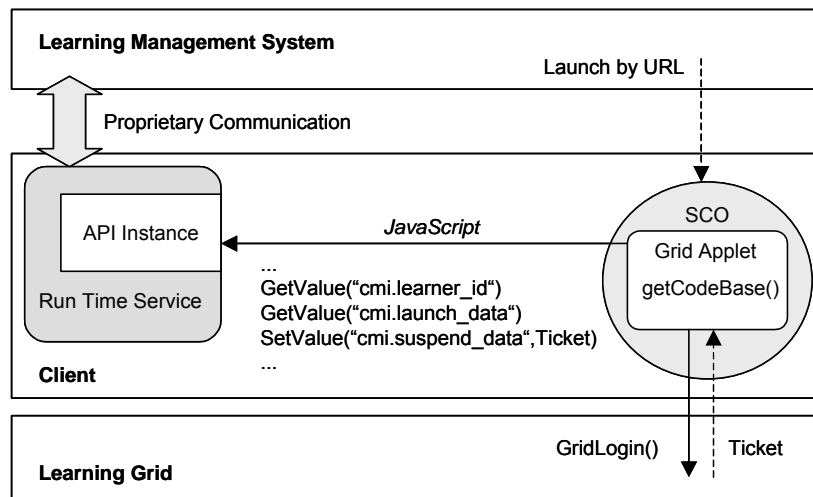 Learning Management System
Launch by URL
Proprietary Communication
SCO
API Instance
JavaScript
Grid Applet
getCodeBase()
Run Time Service
...
GetValue(“cmi.learner_id“)
GetValue(“cmi.launch_data“)
SetValue(“cmi.suspend_data“,Ticket)
...
Client
GridLogin()
Ticket
Learning Grid